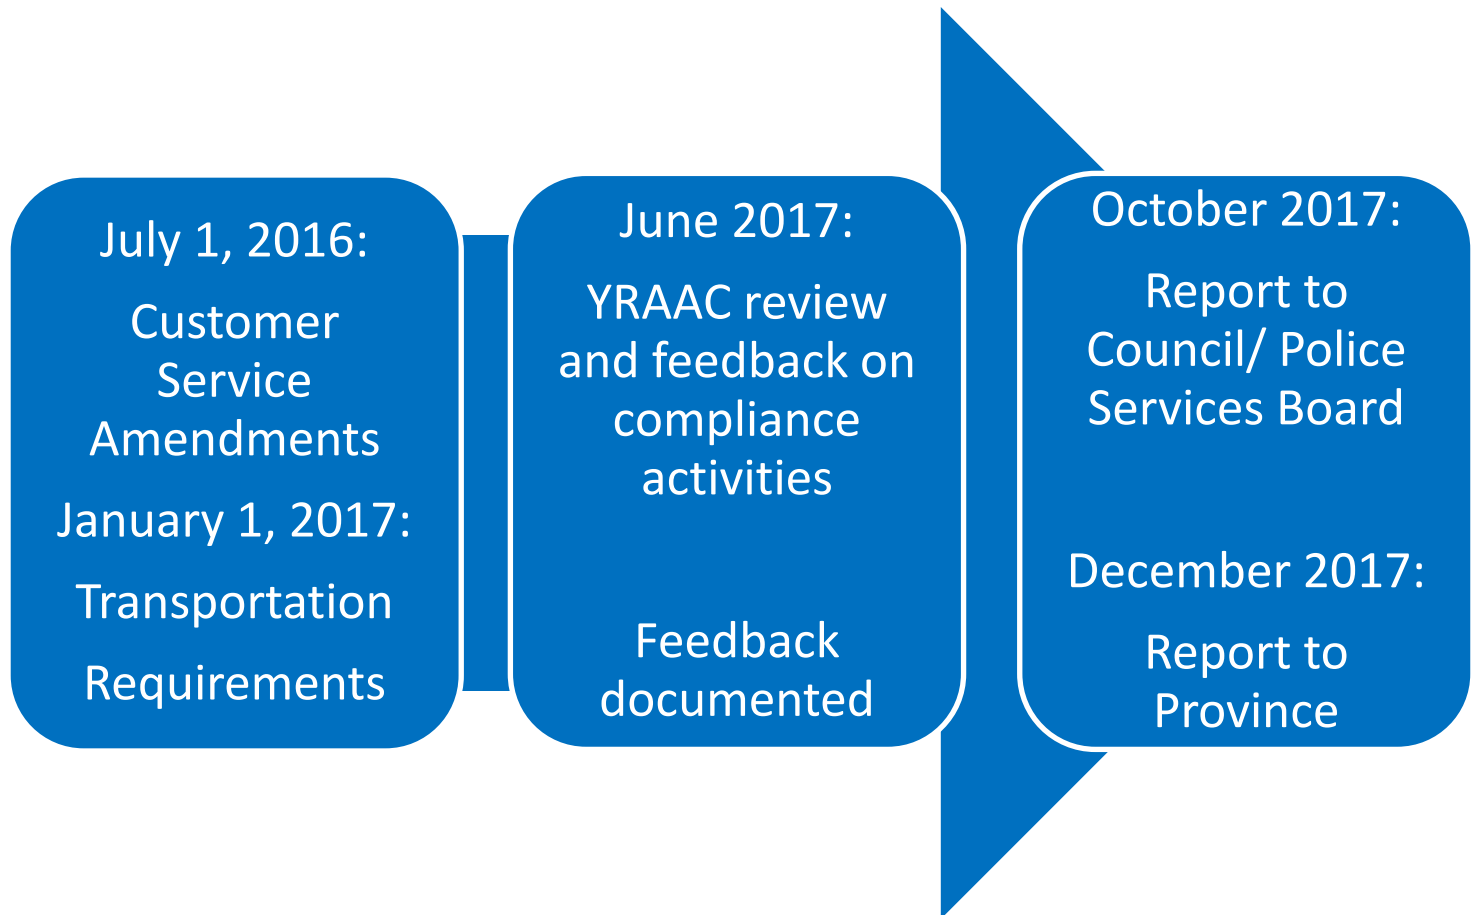 July 1, 2016:
Customer
Service
Amendments
January 1, 2017:
Transportation
Requirements
June 2017:
YRAAC review
and feedback on
compliance
activities
Feedback
documented
October 2017:
Report to
Council/ Police
Services Board
December 2017:
Report to
Province